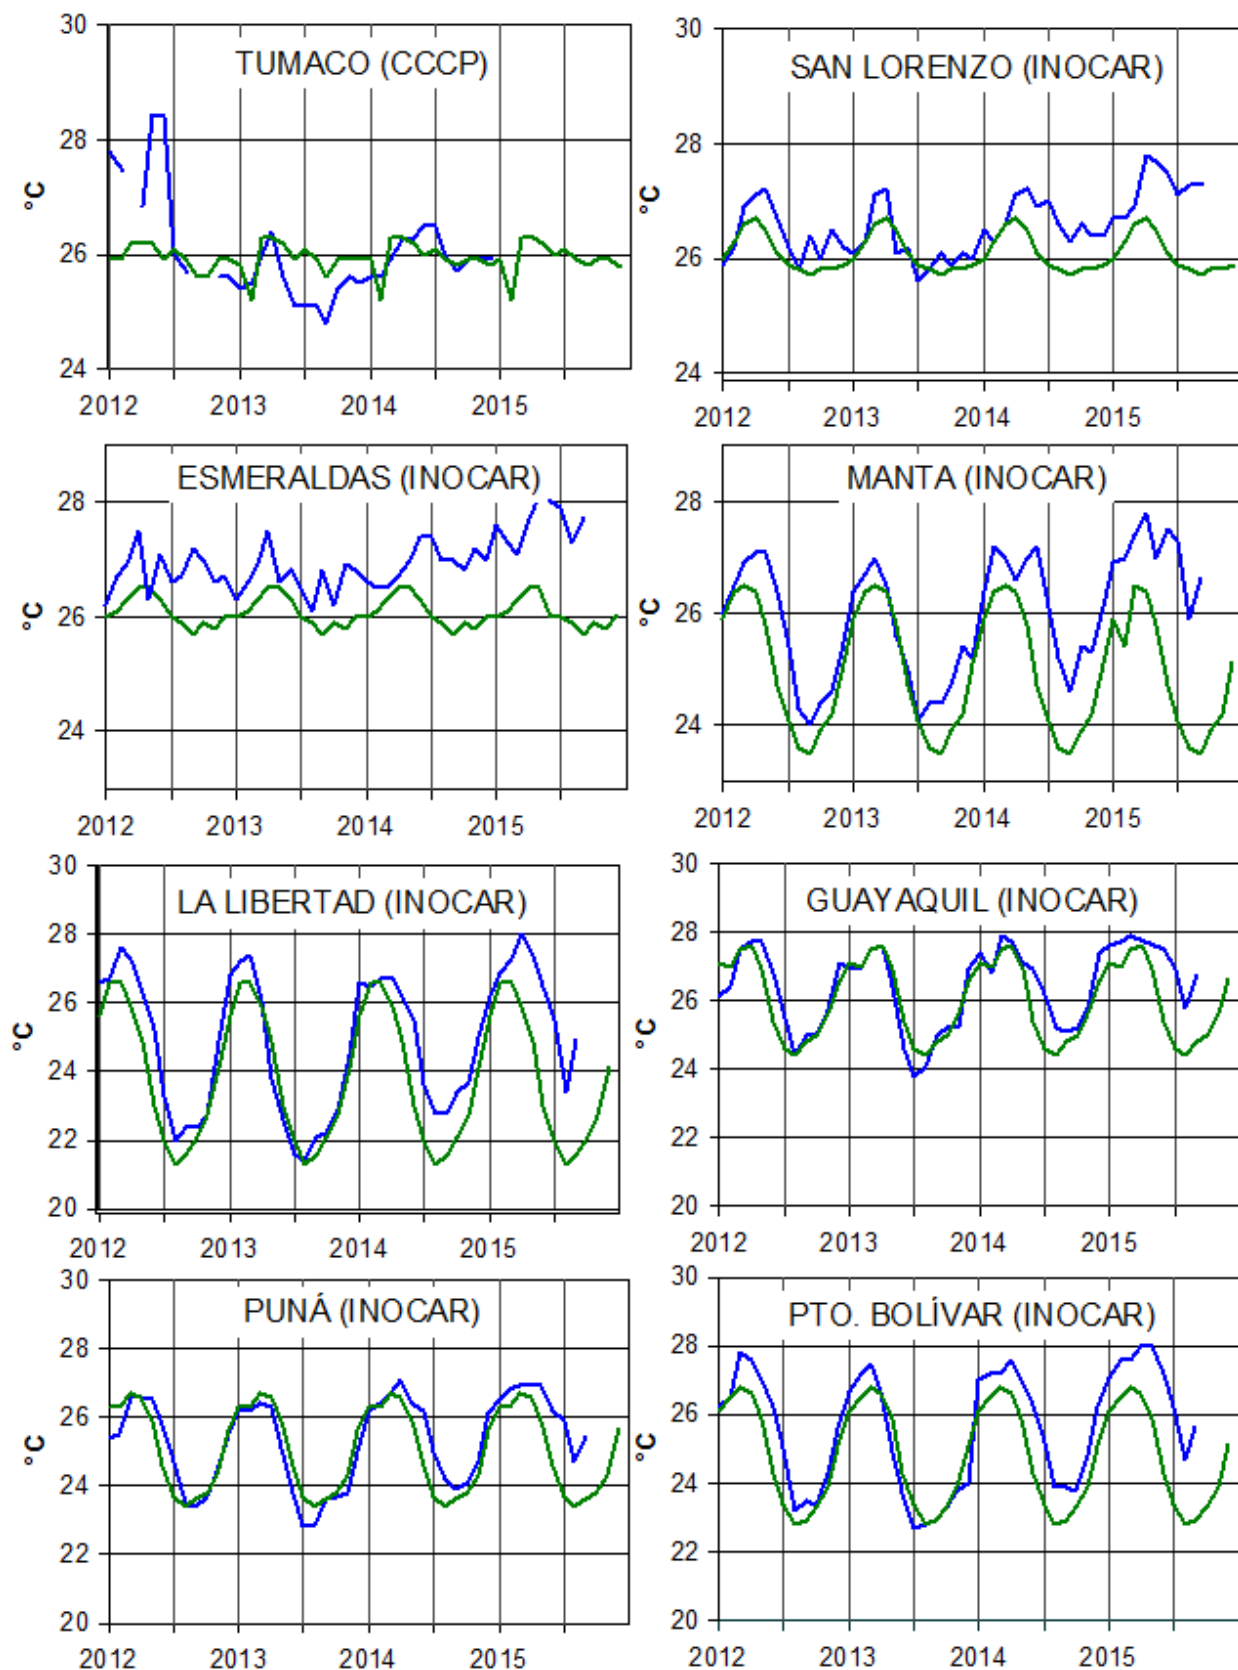 30
TUMACO (CCCP)
28
°C
26
24
2012 2013 2014 2015
30
SAN LORENZO (INOCAR)
28
°C
26
24
2012 2013 2014 2015
ESMERALDAS (INOCAR)
28
°C
26
24
2012 2013 2014 2015
MANTA (INOCAR)
28
°C
26
24
2012 2013 2014 2015
30
LA LIBERTAD (INOCAR)
28
26
°C
24
22
20
2012 2013 2014 2015
30
GUAYAQUIL (INOCAR)
28
26
°C
24
22
20
2012 2013 2014 2015
30
PUNÁ (INOCAR)
28
26
°C
24
22
20
2012 2013 2014 2015
30
PTO. BOLÍVAR (INOCAR)
28
26
°C
24
22
20
2012 2013 2014 2015